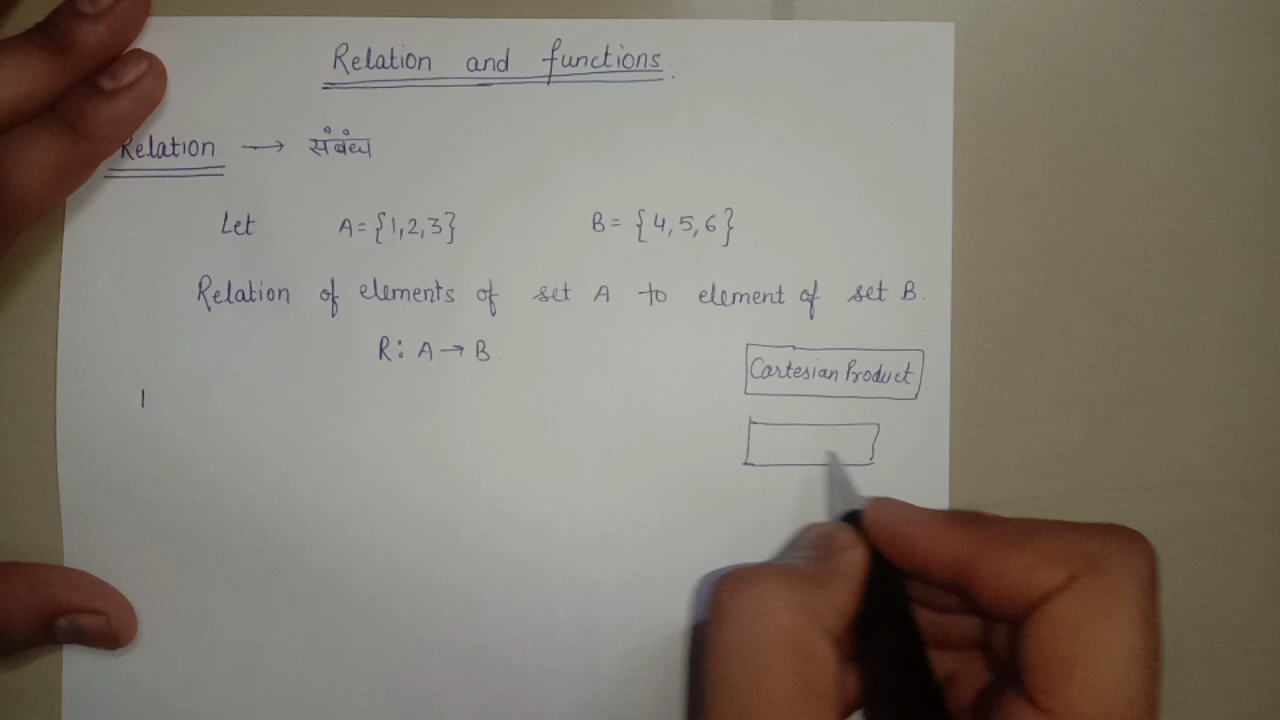 Relation and functions.
Relation → संबंध
Let A = {1,2,3} B = {4,5,6}
Relation of elements of set A to element of set B.
R: A → B.
Cartesian Product
1